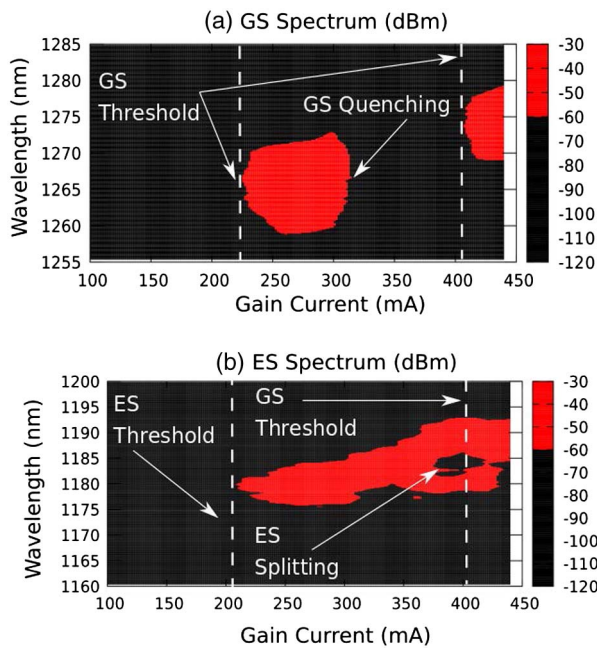 (a) GS Spectrum (dBm)
Wavelength (nm)
1285
1280
1275
1270
1265
1260
1255
GS
Threshold
GS Quenching
100 150 200 250 300 350 400 450
Gain Current (mA)
-30
-40
-50
-60
-70
-80
-90
-100
-110
-120
(b) ES Spectrum (dBm)
Wavelength (nm)
1200
1195
1190
1185
1180
1175
1170
1165
1160
ES
Threshold
GS
Threshold
ES
Splitting
100 150 200 250 300 350 400 450
Gain Current (mA)
-30
-40
-50
-60
-70
-80
-90
-100
-110
-120